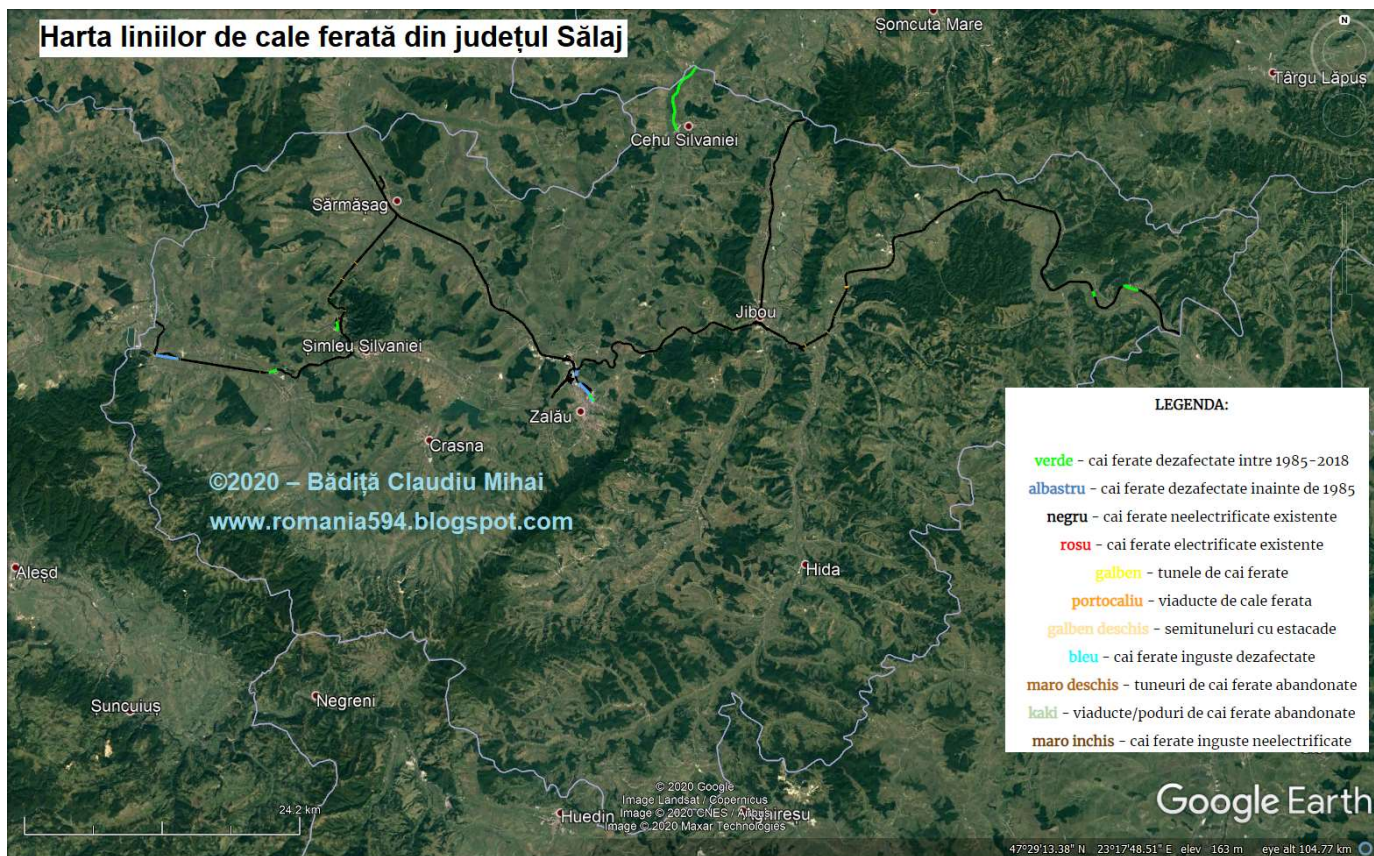 Harta liniilor de cale ferată din județul Sălaj
Șomcuta Mare
N
Târgu Lăpuș
Cehu Silvaniei
Sărmășag
Jibou
Șimleu Silvaniei
Zalău
Crasna
©2020 – Bădiță Claudiu Mihai
www.romania594.blogspot.com
Aleșd
Hida
Negreni
Șuncuiuș
LEGENDA:
verde - cai ferate dezafectate intre 1985-2018
albastru - cai ferate dezafectate inainte de 1985
negru - cai ferate neelectrificate existente
rosu - cai ferate electrificate existente
galben - tunele de cai ferate
portocaliu - viaducte de cale ferata
galben deschis - semituneluri cu estacade
bleu - cai ferate inguste dezafectate
maro deschis - tuneuri de cai ferate abandonate
kaki - viaducte/poduri de cai ferate abandonate
maro inchis - cai ferate inguste neelectrificate
24.2 km
Huedin
© 2020 Google
Image Landsat / Copernicus
Image © 2020 CNES / Airbus
Image © 2020 Maxar Technologies
Google Earth
47°29'13.38" N 23°17'48.51" E elev 163 m eye alt 104.77 km